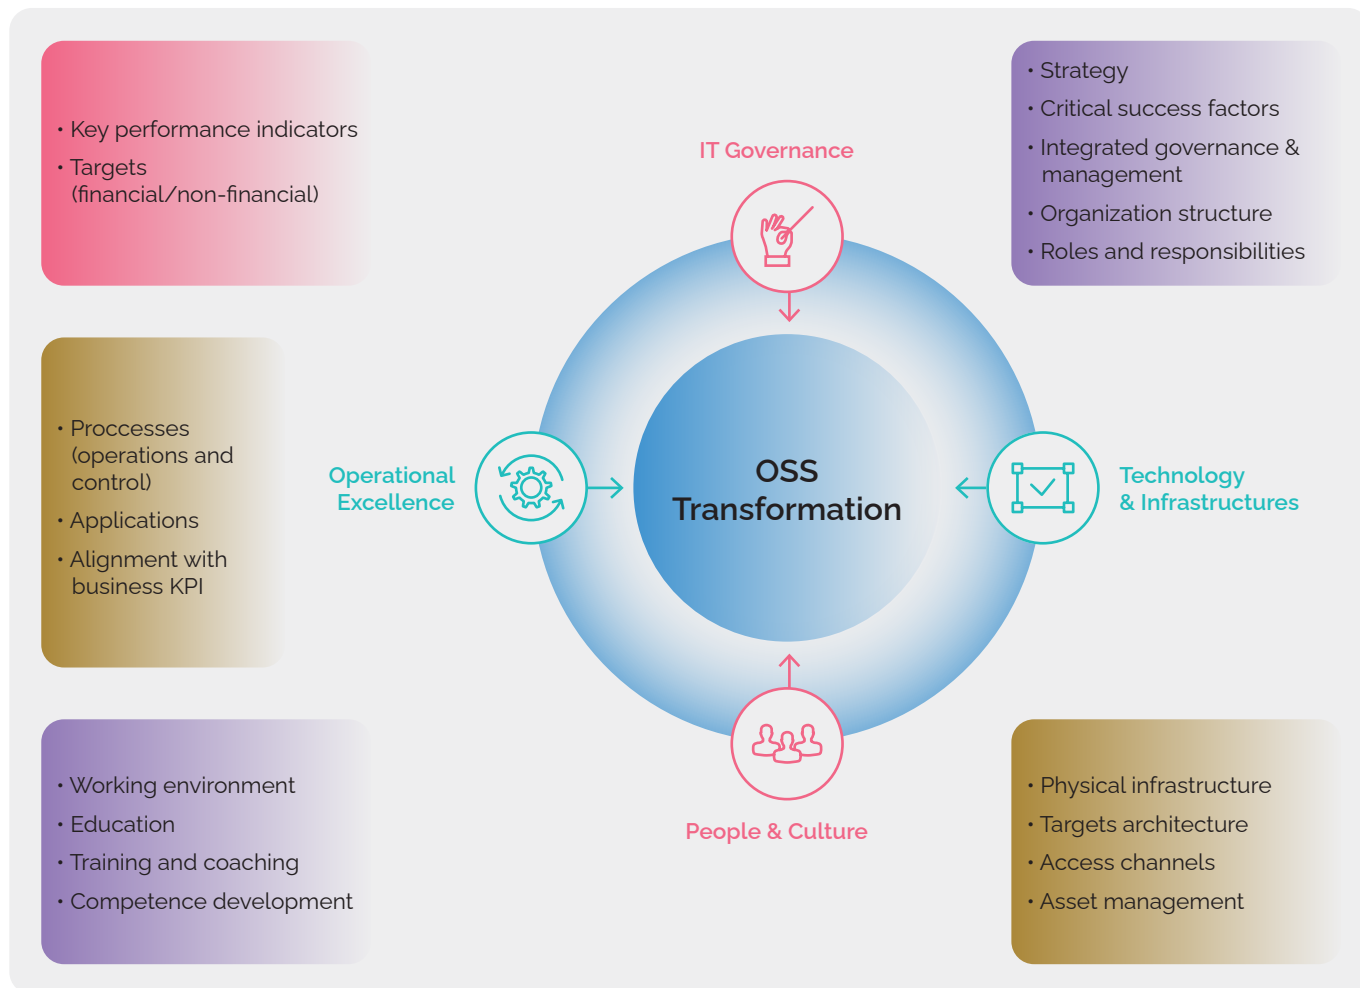 • Key performance indicators
• Targets
(financial/non-financial)
IT Governance
• Strategy
• Critical success factors
• Integrated governance &
management
• Organization structure
• Roles and responsibilities
• Proccesses
(operations and
control)
• Applications
• Alignment with
business KPI
Operational
Excellence
OSS
Transformation
Technology
& Infrastructures
• Working environment
• Education
• Training and coaching
• Competence development
People & Culture
• Physical infrastructure
• Targets architecture
• Access channels
• Asset management